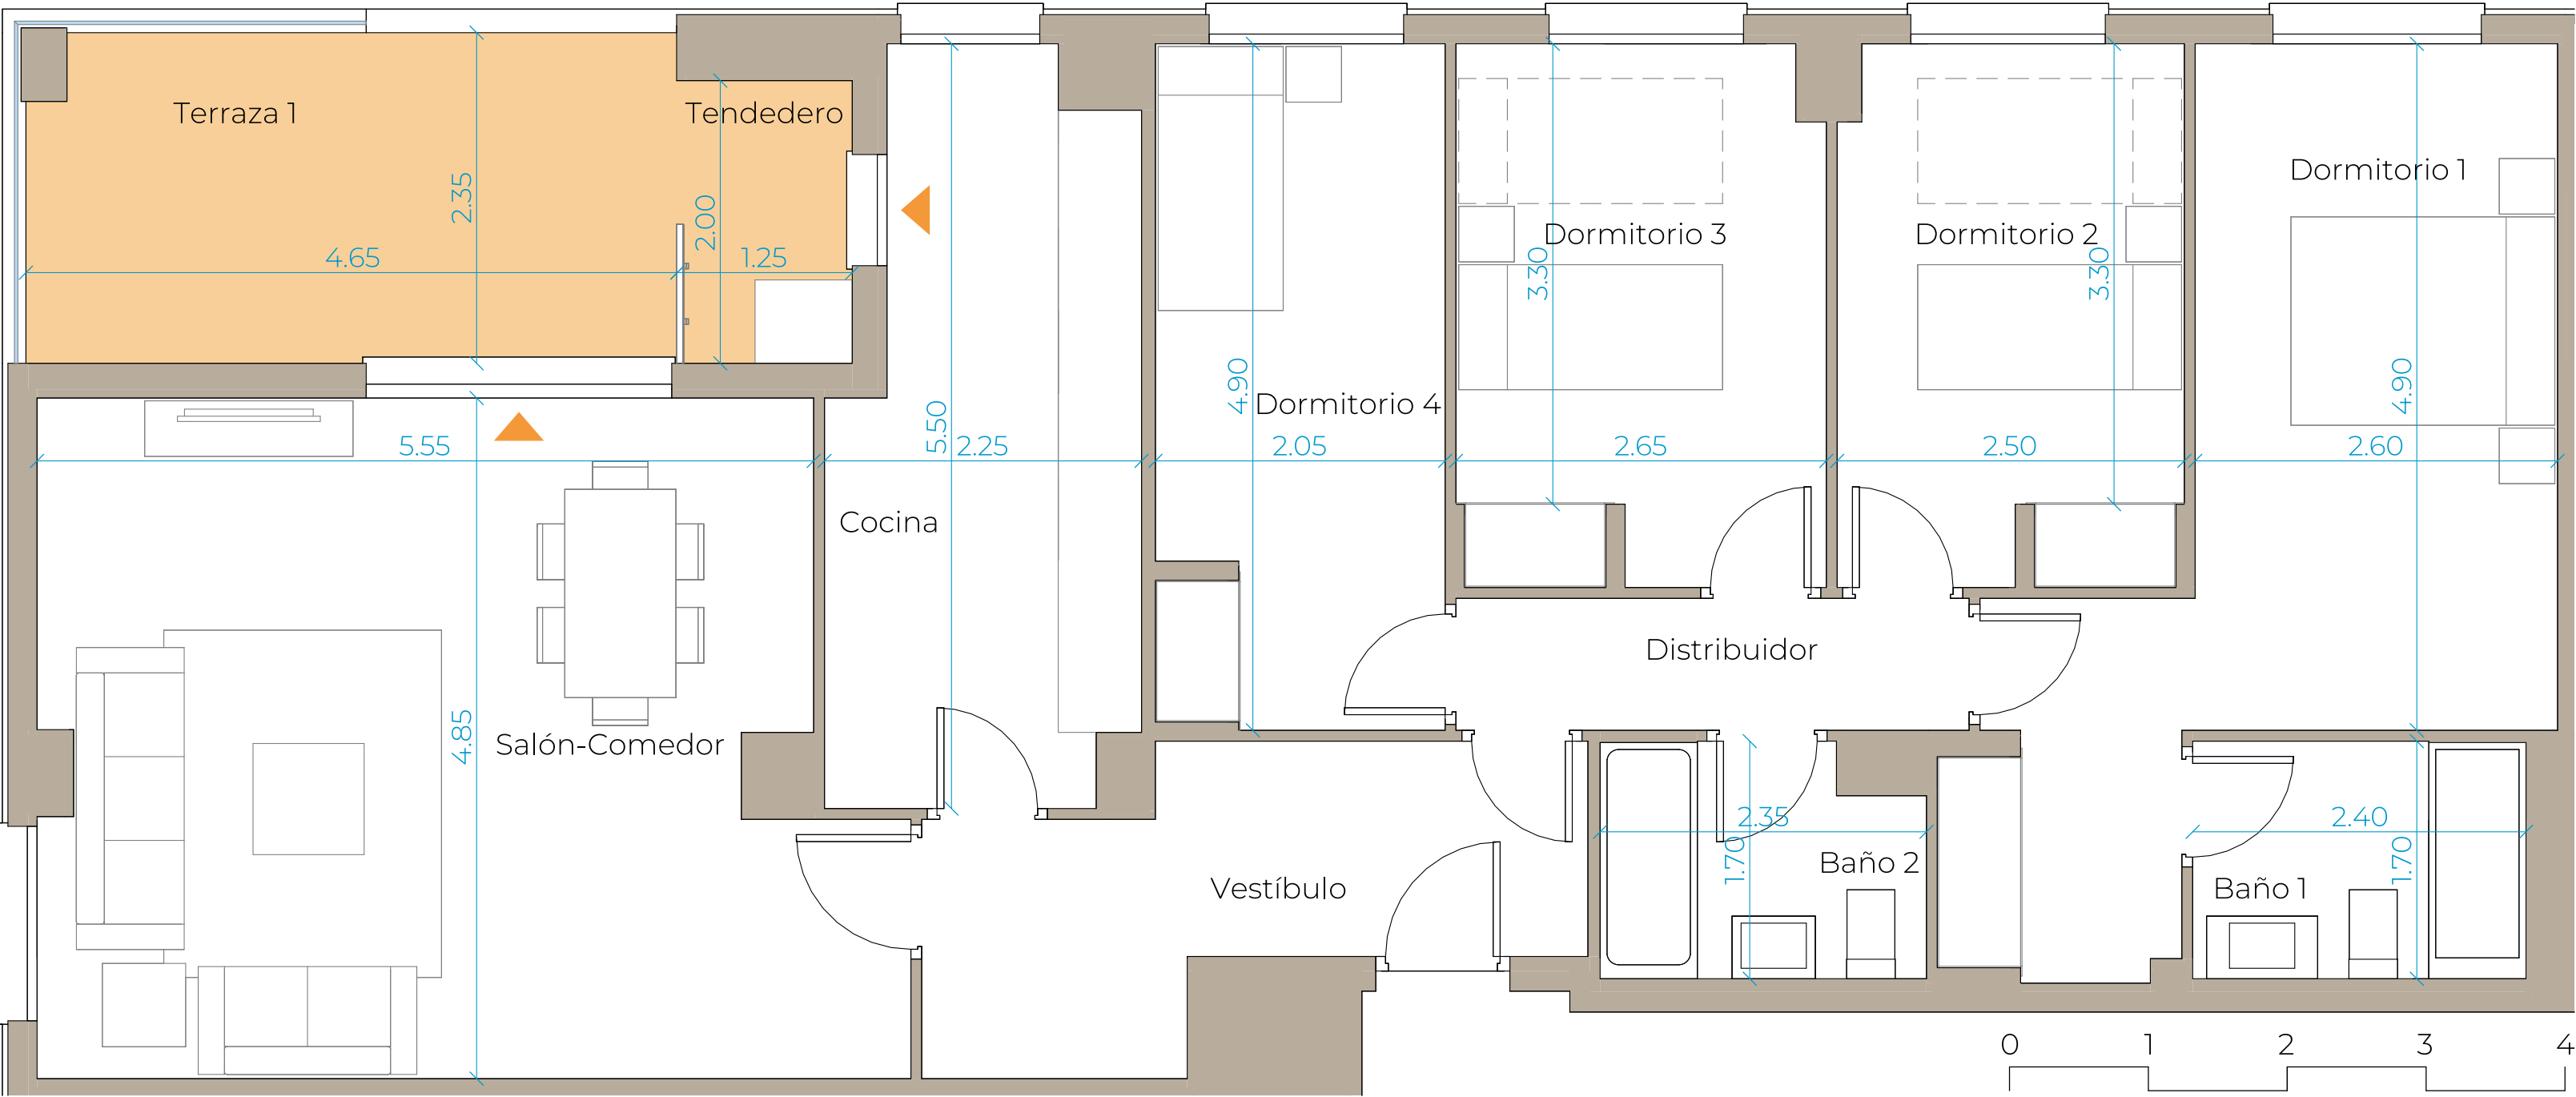 Terraza 1
Tendedero
Dormitorio 1
2.35
2.00
Dormitorio 3
Dormitorio 2
4.65
1.25
3.30
3.30
4.90
4.90
Dormitorio 4
5.50
5.55
2.25
2.05
2.65
2.50
2.60
Cocina
Distribuidor
Salón-Comedor
4.85
2.35
2.40
1.70
1.70
Baño 2
Vestíbulo
Baño 1
0 1 2 3 4